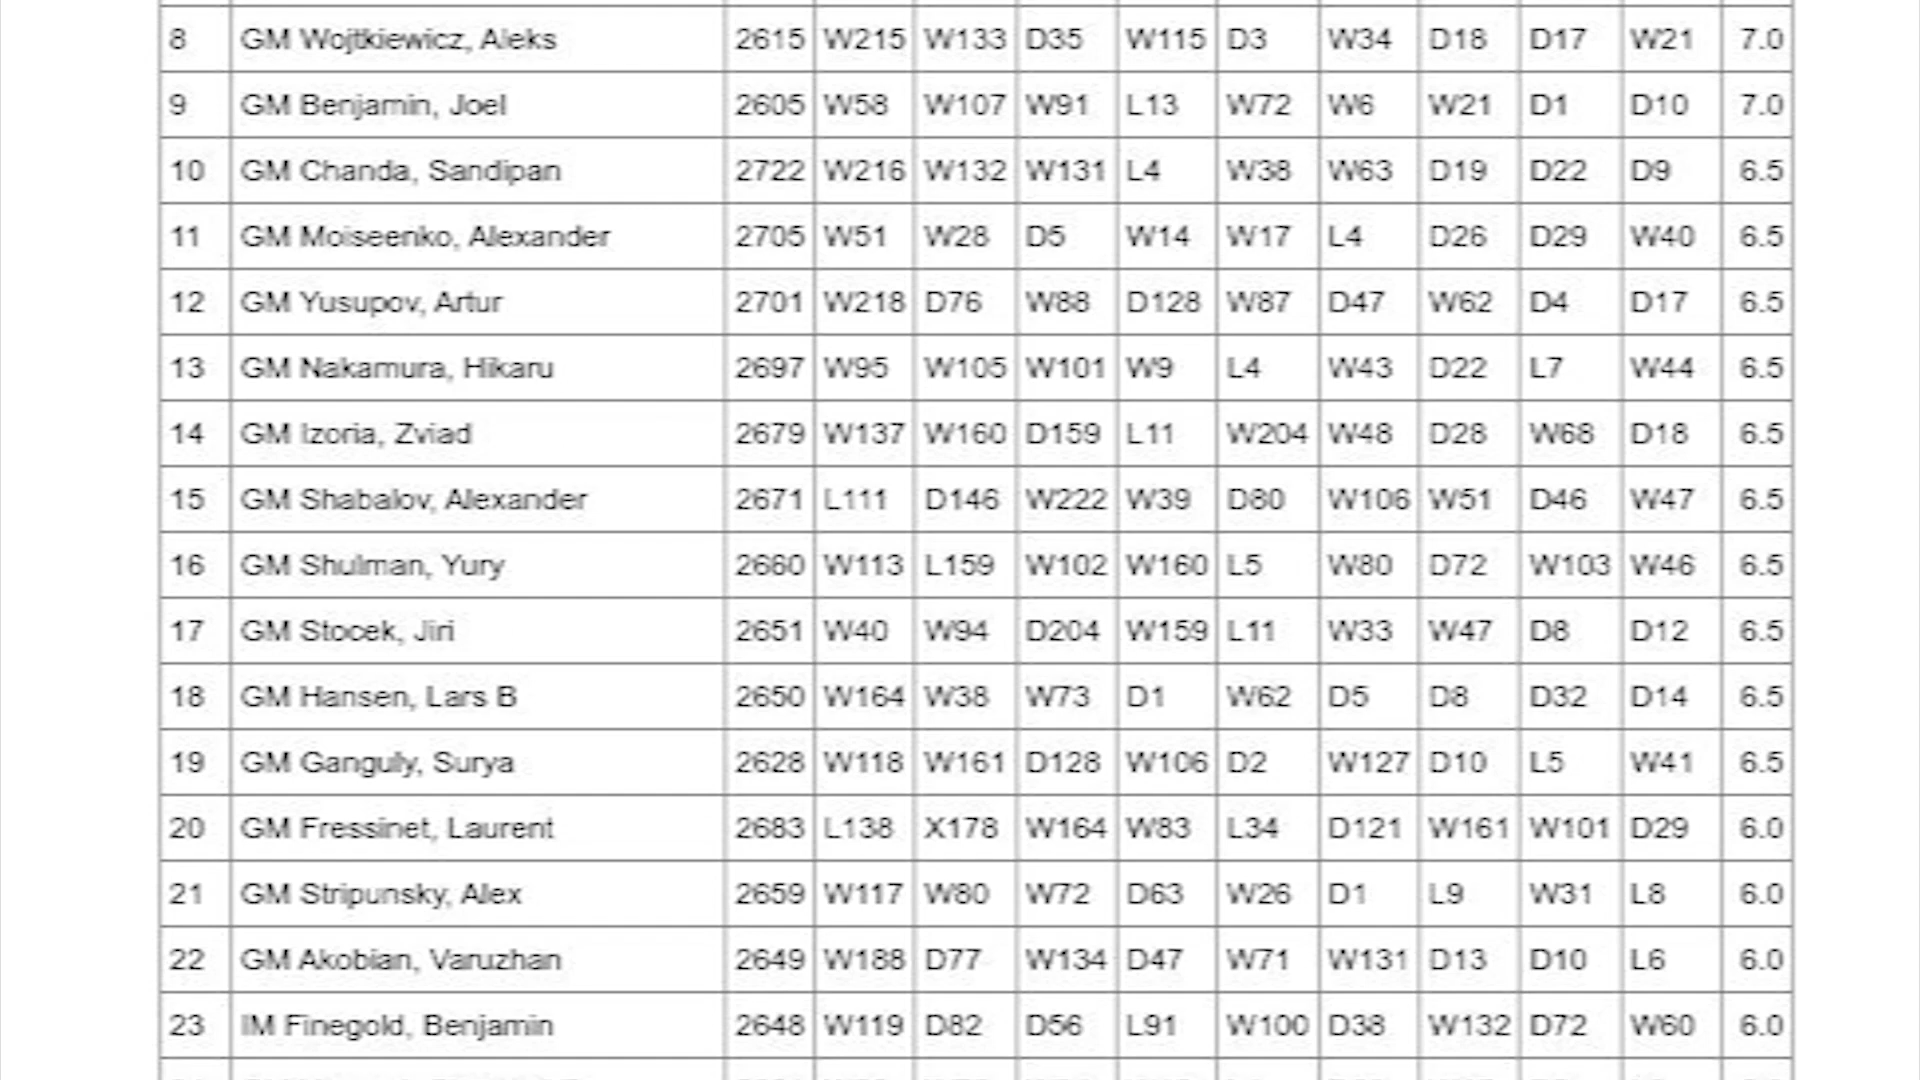 8 GM Wojtkiewicz, Aleks 2615 W215 W133 D35 W115 D3 W34 D18 D17 W21 7.0
9 GM Benjamin, Joel 2605 W58 W107 W91 L13 W72 W6 W21 D1 D10 7.0
10 GM Chanda, Sandipan 2722 W216 W132 W131 L4 W38 W63 D19 D22 D9 6.5
11 GM Moiseenko, Alexander 2705 W51 W28 D5 W14 W17 L4 D26 D29 W40 6.5
12 GM Yusupov, Artur 2701 W218 D76 W88 D128 W87 D47 W62 D4 D17 6.5
13 GM Nakamura, Hikaru 2697 W95 W105 W101 W9 L4 W43 D22 L7 W44 6.5
14 GM Izoria, Zviad 2679 W137 W160 D159 L11 W204 W48 D28 W68 D18 6.5
15 GM Shabalov, Alexander 2671 L111 D146 W222 W39 D80 W106 W51 D46 W47 6.5
16 GM Shulman, Yury 2660 W113 L159 W102 W160 L5 W80 D72 W103 W46 6.5
17 GM Stocek, Jiri 2651 W40 W94 D204 W159 L11 W33 W47 D8 D12 6.5
18 GM Hansen, Lars B 2650 W164 W38 W73 D1 W62 D5 D8 D32 D14 6.5
19 GM Ganguly, Surya 2628 W118 W161 D128 W106 D2 W127 D10 L5 W41 6.5
20 GM Fressinet, Laurent 2683 L138 X178 W164 W83 L34 D121 W161 W101 D29 6.0
21 GM Stripunsky, Alex 2659 W117 W80 W72 D63 W26 D1 L9 W31 L8 6.0
22 GM Akobian, Varuzhan 2649 W188 D77 W134 D47 W71 W131 D13 D10 L6 6.0
23 IM Finegold, Benjamin 2648 W119 D82 D56 L91 W100 D38 W132 D72 W60 6.0